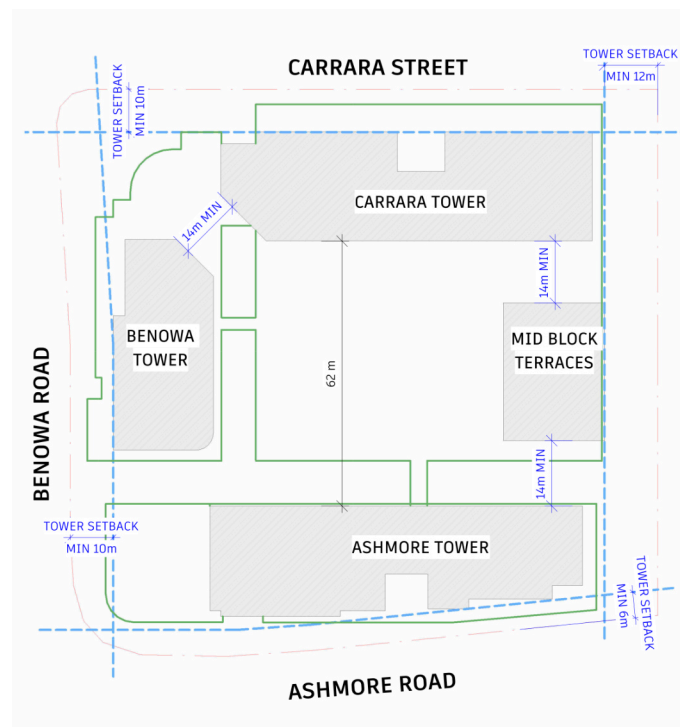 CARRARA STREET
TOWER SETBACK
MIN 12m
TOWER SETBACK
MIN 10m
CARRARA TOWER
14m MIN
14m MIN
BENOWA
TOWER
MID BLOCK
TERRACES
62 m
BENOWA ROAD
14m MIN
TOWER SETBACK
MIN 10m
ASHMORE TOWER
TOWER SETBACK
MIN 6m
ASHMORE ROAD